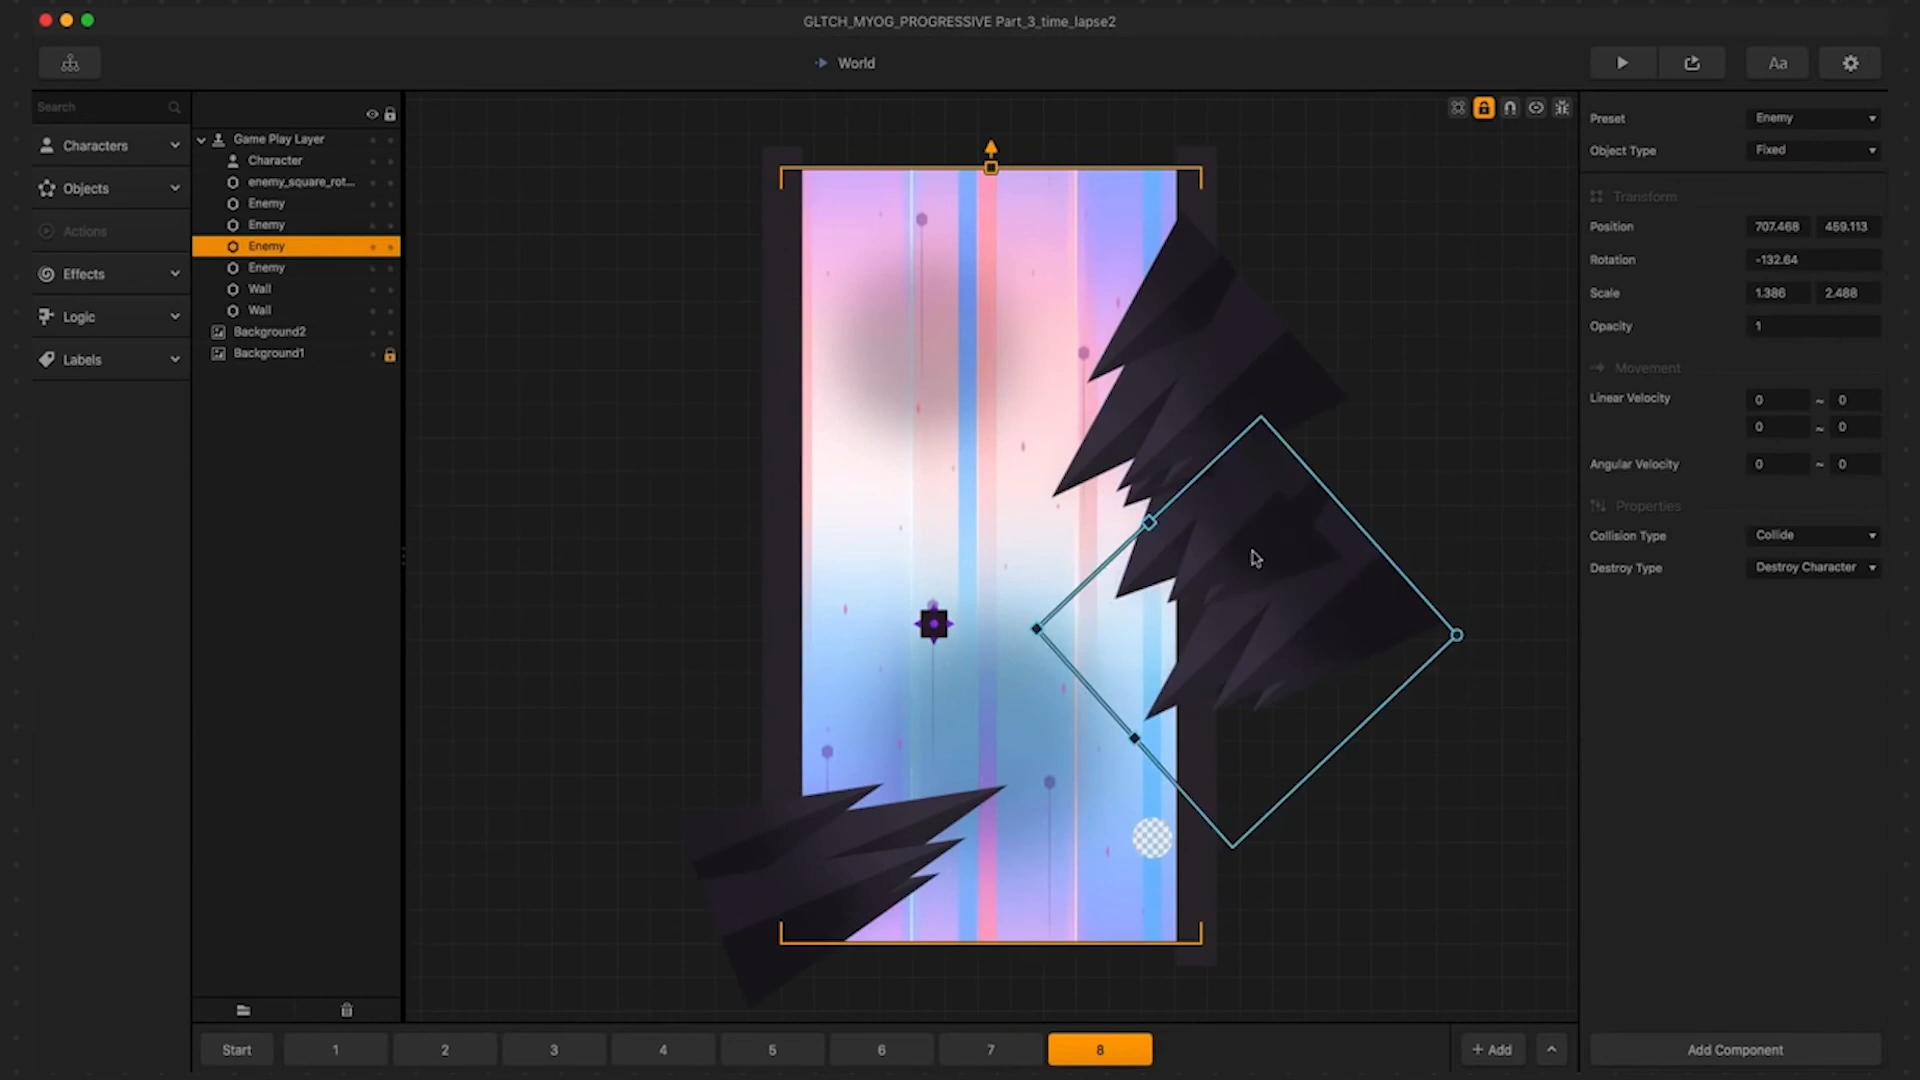 GLTCH_MYOG_PROGRESSIVE Part_3_time_lapse2
World
Aa
Search
Characters
Objects
Actions
Effects
Logic
Labels
Game Play Layer
Character
enemy_square_rot...
Enemy
Enemy
Enemy
Enemy
Wall
Wall
Background2
Background1
Preset Enemy
Object Type Fixed
Transform
Position 707.468 459.113
Rotation -132.64
Scale 1.386 2.488
Opacity 1
Movement
Linear Velocity 0 ~ 0
0 ~ 0
Angular Velocity 0 ~ 0
Properties
Collision Type Collide
Destroy Type Destroy Character
Start 1 2 3 4 5 6 7 8 + Add
Add Component